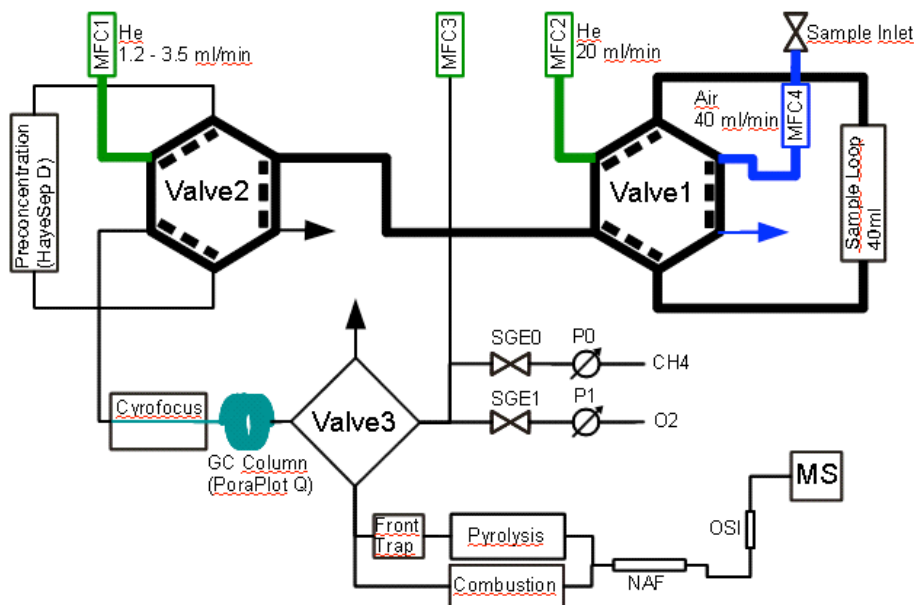 MFC1
He
1.2 - 3.5 ml/min
MFC3
MFC2
He
20 ml/min
Sample Inlet
Air
40 ml/min
MFC4
Preconcentration
(HayeSep D)
Valve2
Valve1
Sample Loop
40ml
SGE0
P0
CH4
SGE1
P1
O2
Cyrofocus
Valve3
GC Column
(PoraPlot Q)
MS
Front
Trap
Pyrolysis
OSI
Combustion
NAF